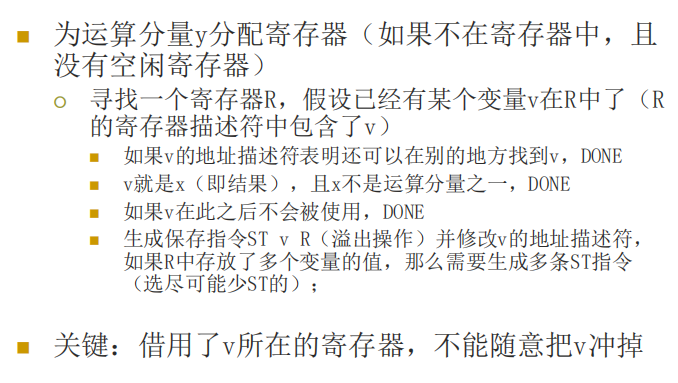 为运算分量y分配寄存器（如果不在寄存器中，且
没有空闲寄存器）
寻找一个寄存器R，假设已经有某个变量v在R中了（R
的寄存器描述符中包含了v）
如果v的地址描述符表明还可以在别的地方找到v，DONE
v就是x（即结果），且x不是运算分量之一，DONE
如果v在此之后不会被使用，DONE
生成保存指令ST v R（溢出操作）并修改v的地址描述符，
如果R中存放了多个变量的值，那么需要生成多条ST指令
（选尽可能少ST的）；
关键：借用了v所在的寄存器，不能随意把v冲掉